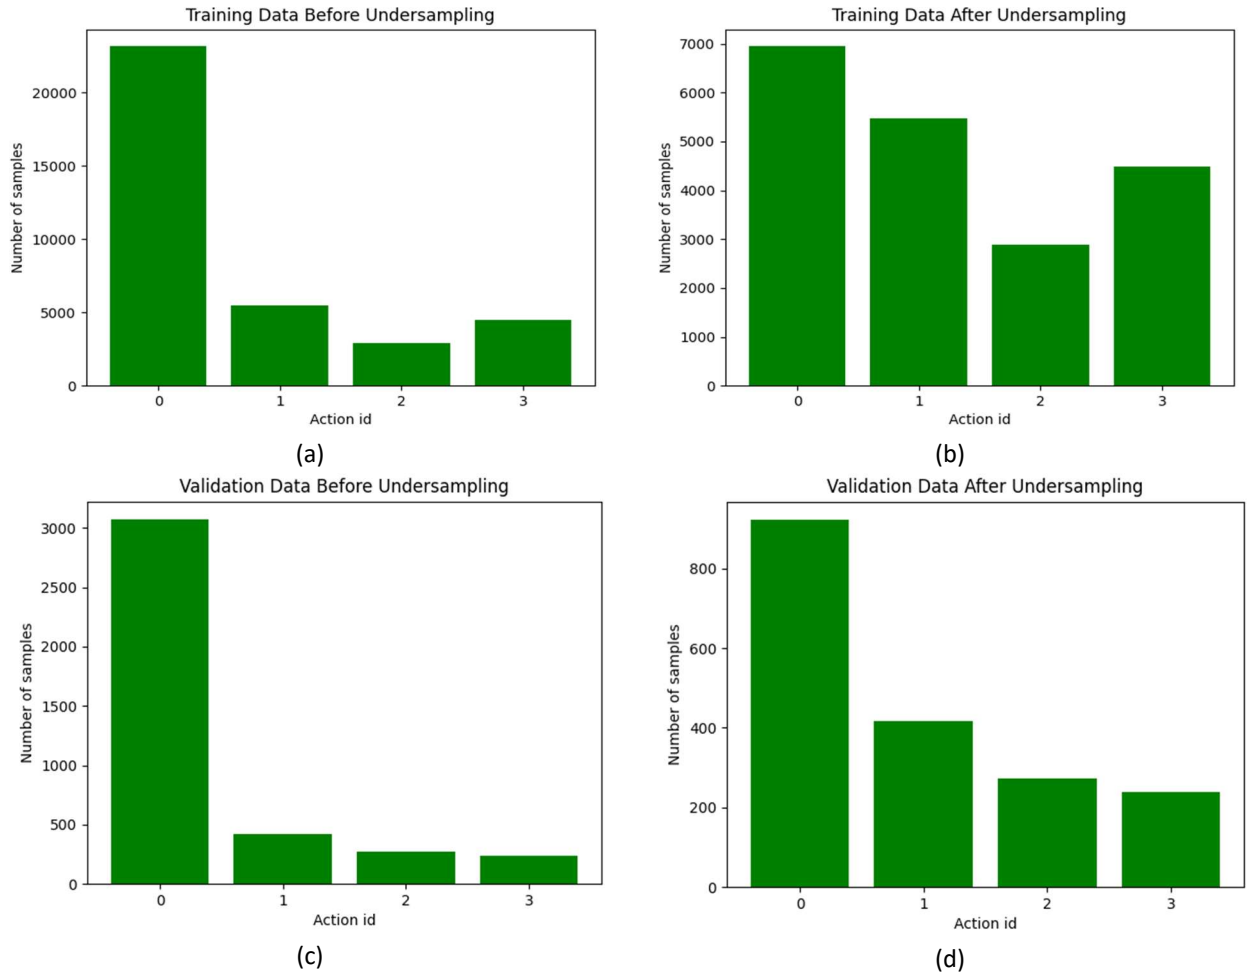 Training Data Before Undersampling
Number of samples
20000
15000
10000
5000
0
0 1 2 3
Action id
(a)
Training Data After Undersampling
Number of samples
7000
6000
5000
4000
3000
2000
1000
0
0 1 2 3
Action id
(b)
Validation Data Before Undersampling
Number of samples
3000
2500
2000
1500
1000
500
0
0 1 2 3
Action id
(c)
Validation Data After Undersampling
Number of samples
800
600
400
200
0
0 1 2 3
Action id
(d)